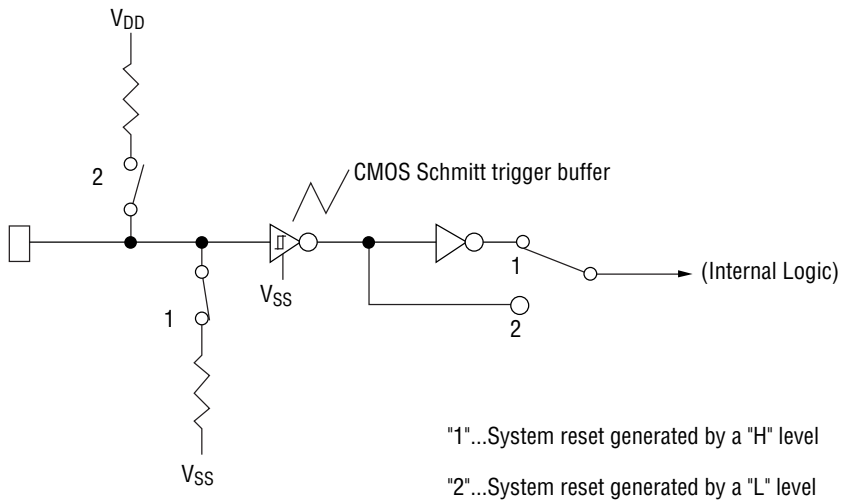 VDD
2
CMOS Schmitt trigger buffer
1
(Internal Logic)
VSS
1
2
VSS
"1"...System reset generated by a "H" level
"2"...System reset generated by a "L" level